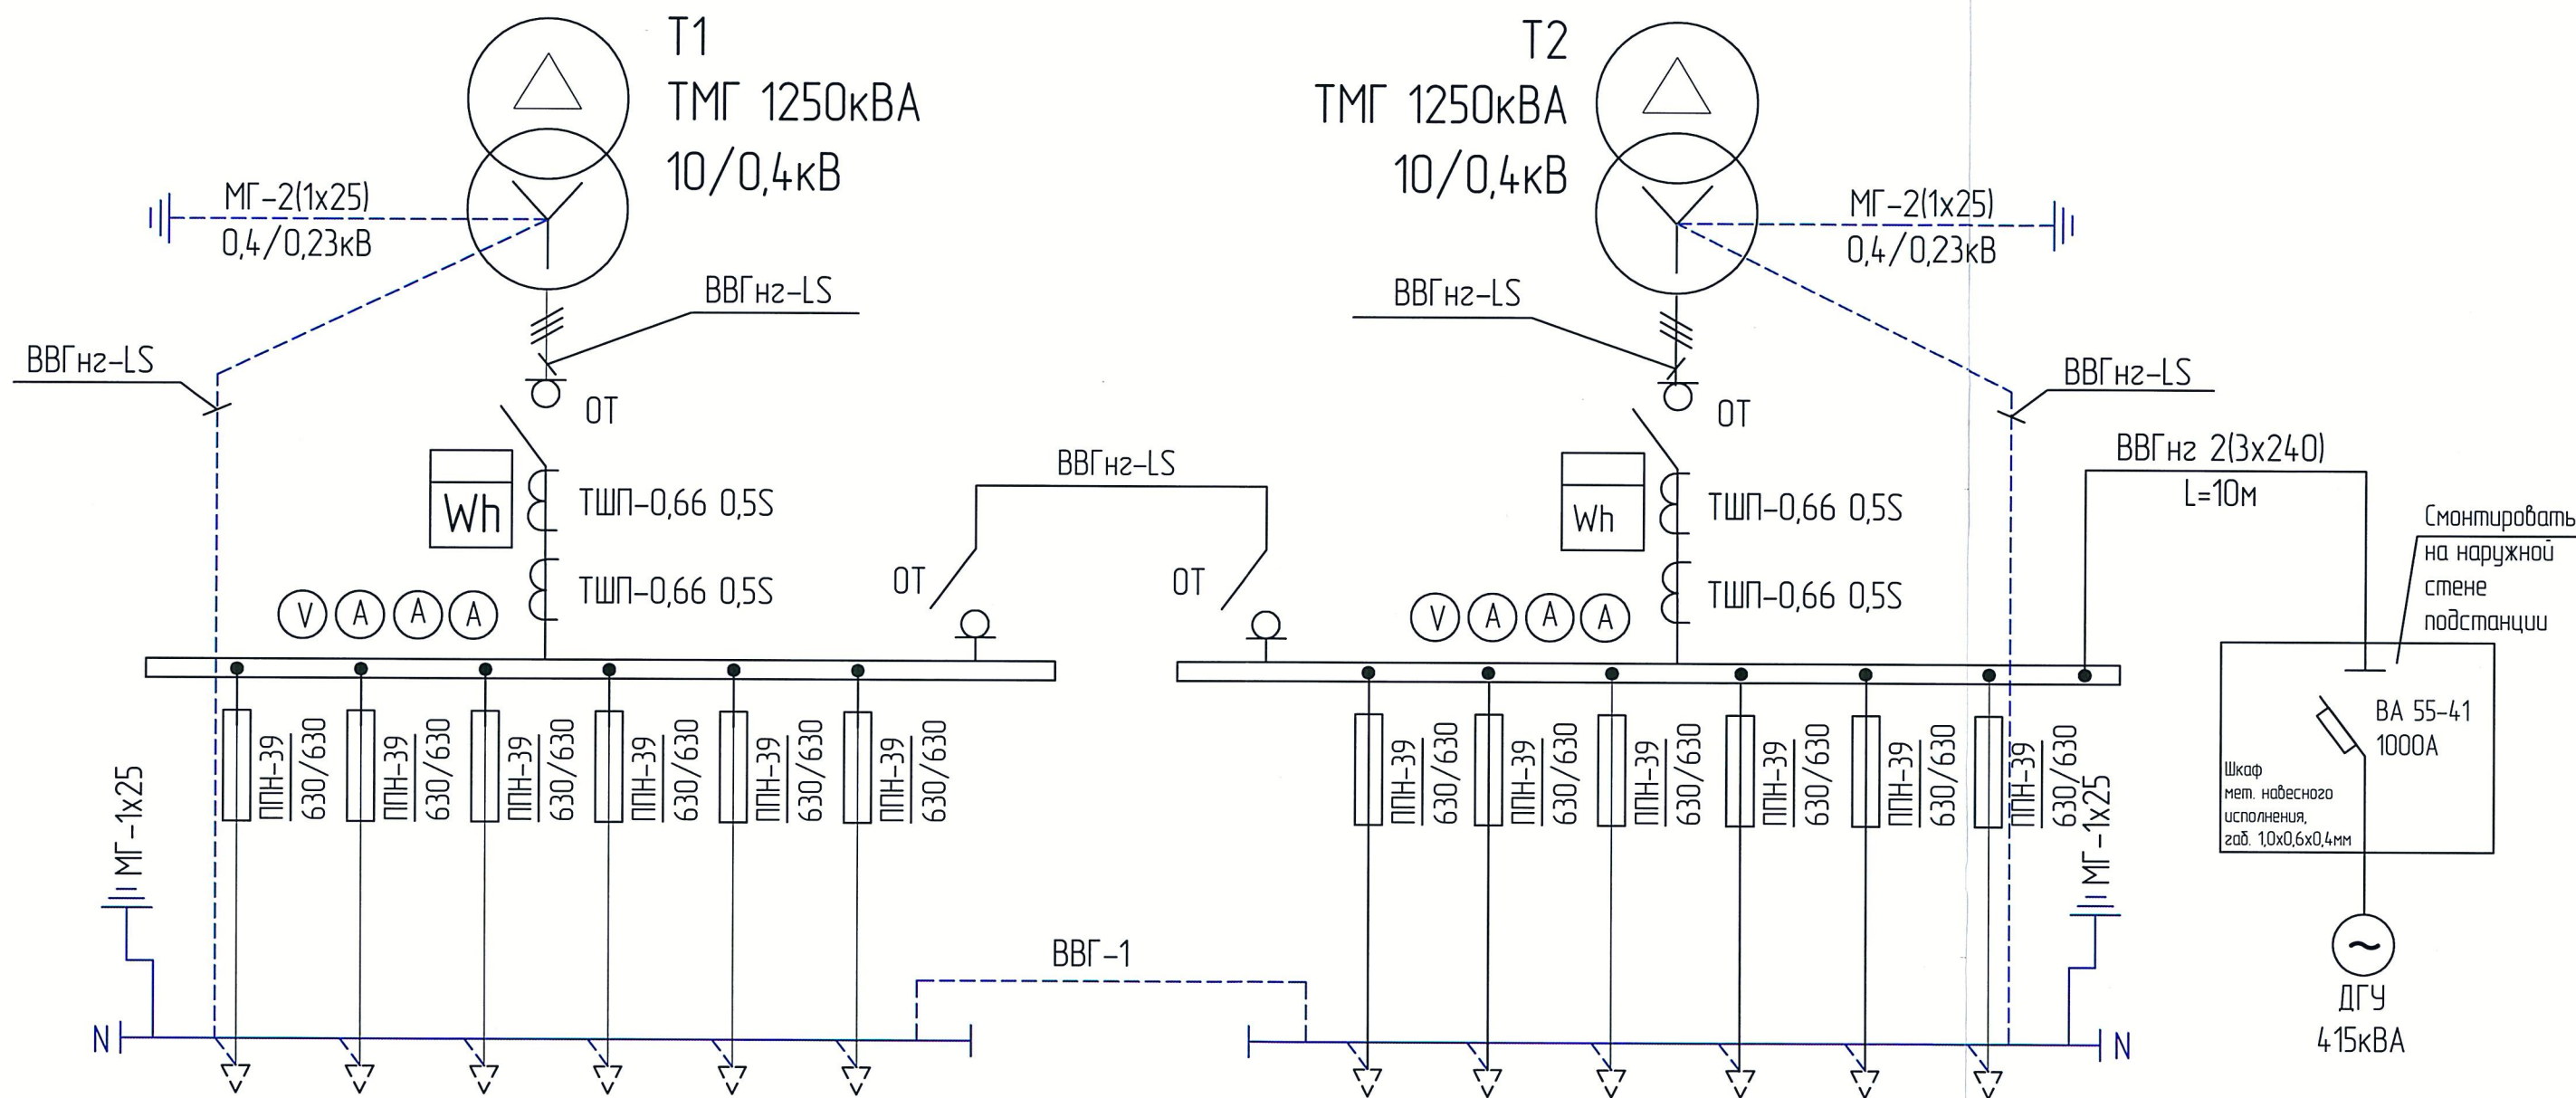 T1
ТМГ 1250кВА
10/0,4кВ
МГ-2(1х25)
0,4/0,23кВ
ВВГнг-LS
ВВГнг-LS
ОТ
Wh
ТШП-0,66 0,5S
ТШП-0,66 0,5S
V
A
A
A
ОТ
ВВГнг-LS
ОТ
ППН-39
630/630
ППН-39
630/630
ППН-39
630/630
ППН-39
630/630
ППН-39
630/630
ППН-39
630/630
МГ-1х25
N
ВВГ-1
T2
ТМГ 1250кВА
10/0,4кВ
МГ-2(1х25)
0,4/0,23кВ
ВВГнг-LS
ВВГнг-LS
ОТ
Wh
ТШП-0,66 0,5S
ТШП-0,66 0,5S
V
A
A
A
ППН-39
630/630
ППН-39
630/630
ППН-39
630/630
ППН-39
630/630
ППН-39
630/630
ППН-39
630/630
МГ-1х25
N
ВВГнг 2(3х240)
L=10м
Смонтировать
на наружной
стене
подстанции
ВА 55-41
1000А
Шкаф
мет. навесного
исполнения,
габ. 1,0х0,6х0,4мм
~
ДГУ
415кВА